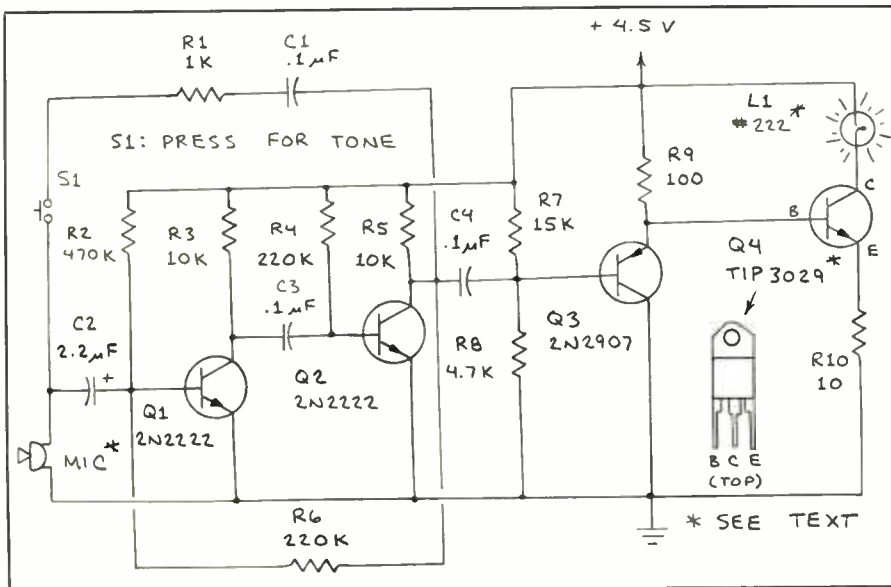 + 4.5 V
R1
1K
C1
.1µF
L1
#222*
S1: PRESS FOR TONE
S1
R2
470K
R3
10K
R4
220K
R5
10K
C4
.1µF
R7
15K
R9
100
C3
.1µF
C
B
E
Q4
TIP 3029
*
C2
2.2µF
+
Q1
2N2222
Q2
2N2222
R8
4.7K
Q3
2N2907
R10
10
MIC*
B C E
(TOP)
R6
220K
* SEE TEXT